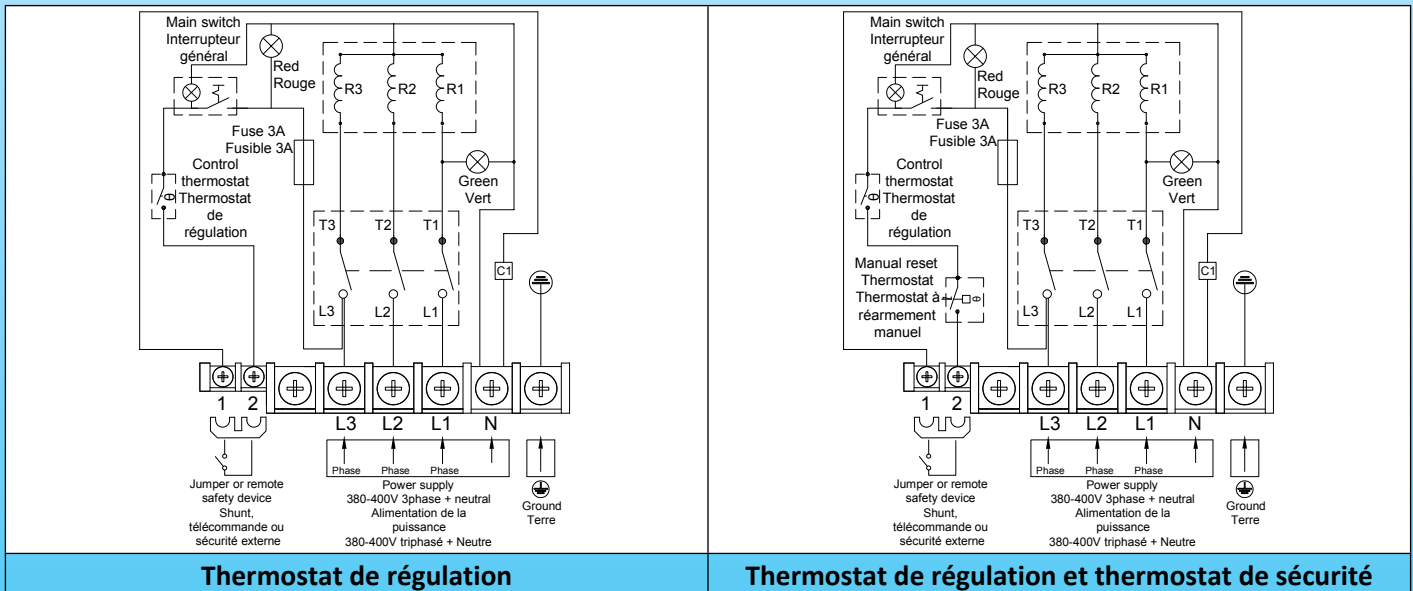 Main switch
Interrupteur
général
Red
Rouge
R3
R2
R1
Fuse 3A
Fusible 3A
Control
thermostat
Thermostat
de
régulation
θ
Green
Vert
T3
T2
T1
C1
L3
L2
L1
1
2
L3
L2
L1
N
Phase
Phase
Phase
Jumper or remote
safety device
Shunt,
télécommande ou
sécurité externe
Power supply
380-400V 3phase + neutral
Alimentation de la
puissance
380-400V triphasé + Neutre
Ground
Terre
Thermostat de régulation
Main switch
Interrupteur
général
Red
Rouge
R3
R2
R1
Fuse 3A
Fusible 3A
Control
thermostat
Thermostat
de
régulation
θ
Green
Vert
T3
T2
T1
C1
Manual reset
Thermostat
Thermostat à
réarmement
manuel
θ
L3
L2
L1
1
2
L3
L2
L1
N
Phase
Phase
Phase
Jumper or remote
safety device
Shunt,
télécommande ou
sécurité externe
Power supply
380-400V 3phase + neutral
Alimentation de la
puissance
380-400V triphasé + Neutre
Ground
Terre
Thermostat de régulation et thermostat de sécurité